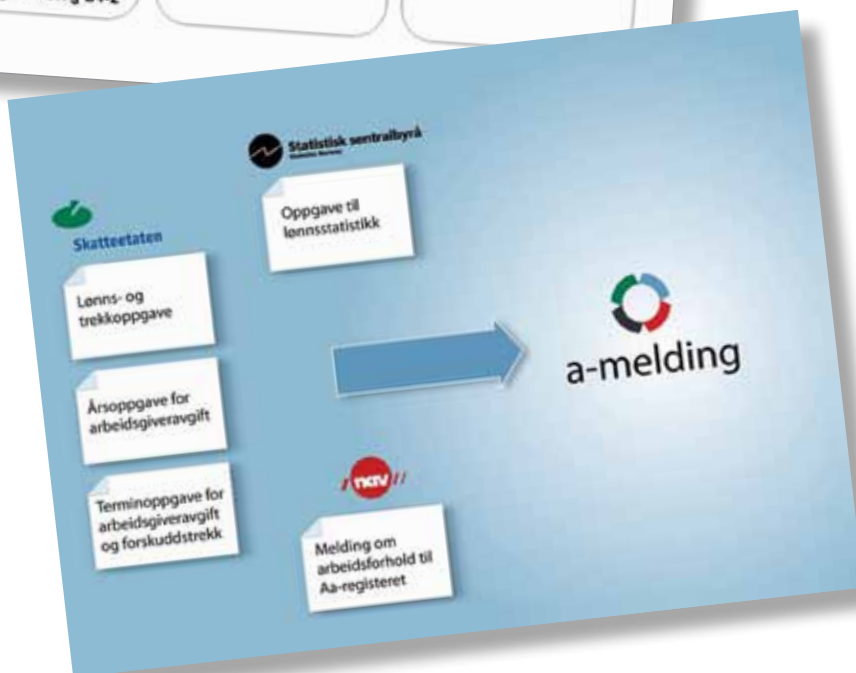 Statistisk sentralbyrå
Oppgave til
lønnsstatistikk
Skatteetaten
Lønns- og
trekkoppgave
Årsoppgave for
arbeidsgiveravgift
Terminoppgave for
arbeidsgiveravgift
og forskuddstrekk
nav
Melding om
arbeidsforhold til
Aa-registeret
a-melding